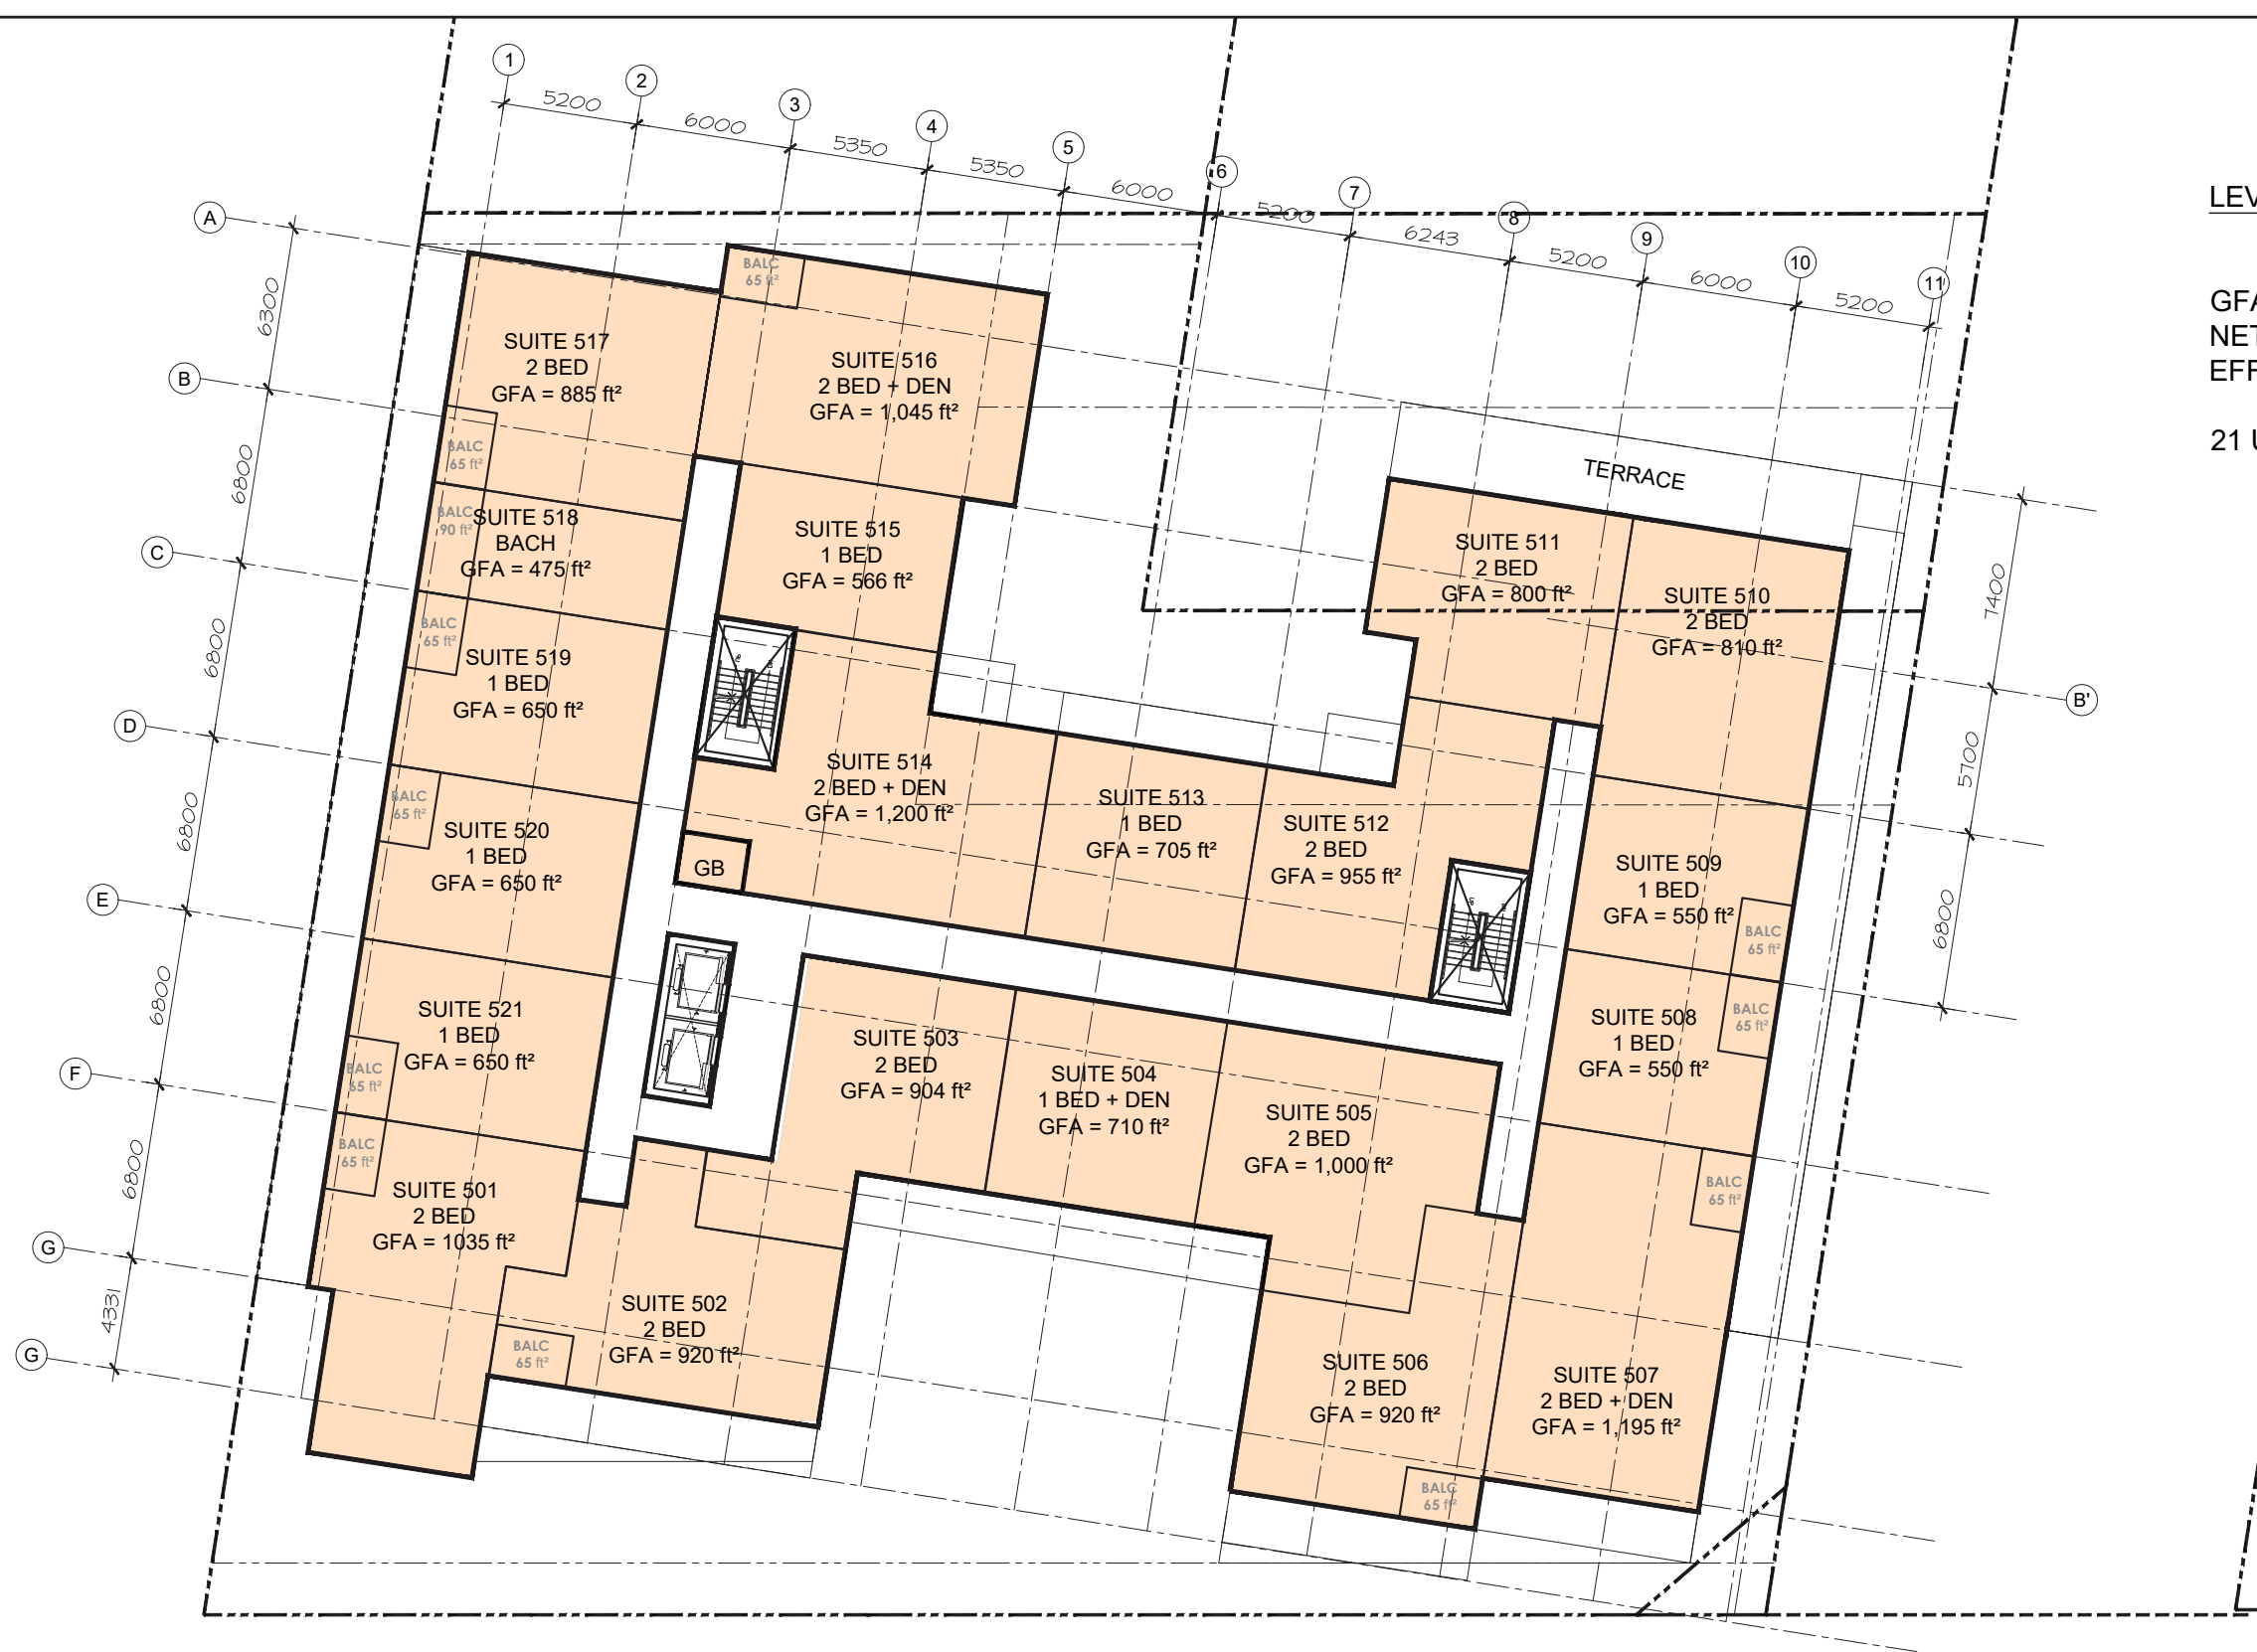 1
2
3
4
5
6
7
8
9
10
11
5200
6000
5350
5350
6000
5200
6243
5200
6000
5200
A
B
C
D
E
F
G
G
6300
6800
6800
6800
6800
6800
4331
B'
7400
5700
6800
LEV
GFA
NET
EFF
21 U
TERRACE
SUITE 517
2 BED
GFA = 885 ft²
BALC
65 ft²
BALC
65 ft²
SUITE 516
2 BED + DEN
GFA = 1,045 ft²
BALC
90 ft²
SUITE 518
BACH
GFA = 475 ft²
SUITE 515
1 BED
GFA = 566 ft²
SUITE 511
2 BED
GFA = 800 ft²
SUITE 510
2 BED
GFA = 810 ft²
BALC
65 ft²
SUITE 519
1 BED
GFA = 650 ft²
BALC
65 ft²
SUITE 520
1 BED
GFA = 650 ft²
SUITE 514
2 BED + DEN
GFA = 1,200 ft²
GB
SUITE 513
1 BED
GFA = 705 ft²
SUITE 512
2 BED
GFA = 955 ft²
SUITE 509
1 BED
GFA = 550 ft²
BALC
65 ft²
SUITE 521
1 BED
GFA = 650 ft²
BALC
65 ft²
SUITE 503
2 BED
GFA = 904 ft²
SUITE 504
1 BED + DEN
GFA = 710 ft²
SUITE 505
2 BED
GFA = 1,000 ft²
SUITE 508
1 BED
GFA = 550 ft²
BALC
65 ft²
BALC
65 ft²
SUITE 501
2 BED
GFA = 1035 ft²
BALC
65 ft²
SUITE 502
2 BED
GFA = 920 ft²
BALC
65 ft²
SUITE 506
2 BED
GFA = 920 ft²
SUITE 507
2 BED + DEN
GFA = 1,195 ft²
BALC
65 ft²